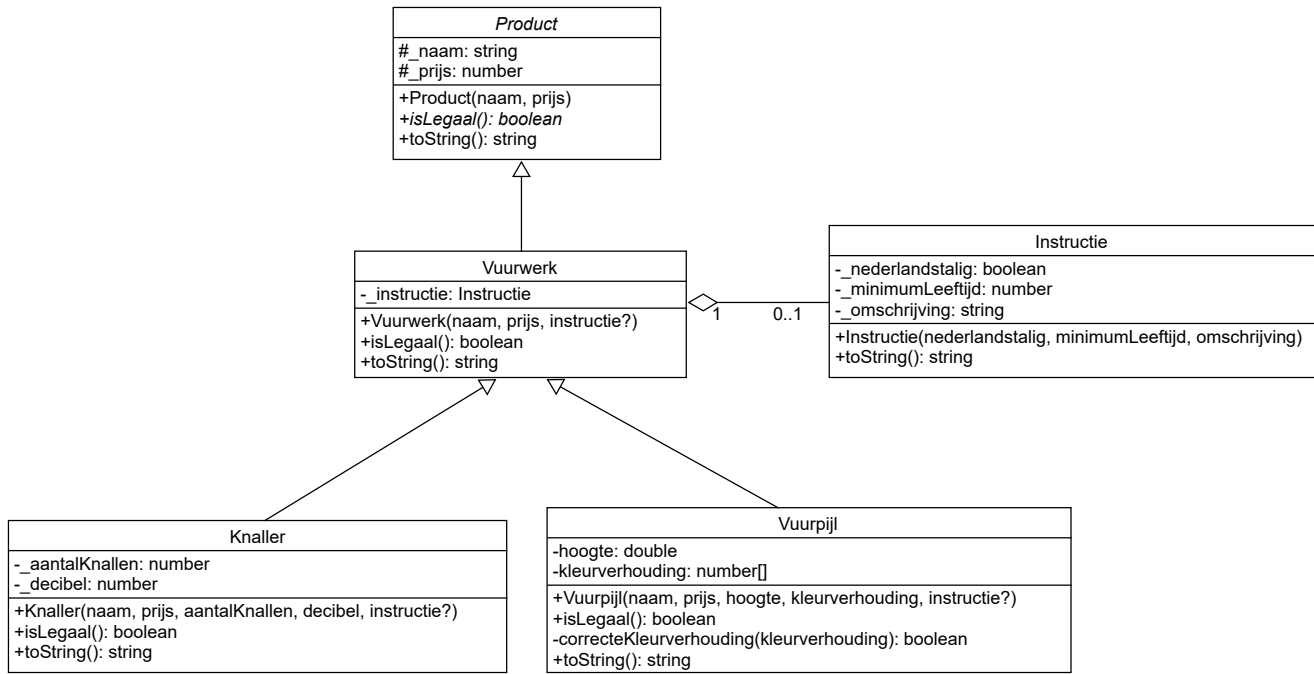 Product
#_naam: string
#_prijs: number
+Product(naam, prijs)
+isLegaal(): boolean
+toString(): string
Vuurwerk
-_instructie: Instructie
+Vuurwerk(naam, prijs, instructie?)
+isLegaal(): boolean
+toString(): string
1
0..1
Instructie
-_nederlandstalig: boolean
-_minimumLeeftijd: number
-_omschrijving: string
+Instructie(nederlandstalig, minimumLeeftijd, omschrijving)
+toString(): string
Knaller
-_aantalKnallen: number
-_decibel: number
+Knaller(naam, prijs, aantalKnallen, decibel, instructie?)
+isLegaal(): boolean
+toString(): string
Vuurpijl
-hoogte: double
-kleurverhouding: number[]
+Vuurpijl(naam, prijs, hoogte, kleurverhouding, instructie?)
+isLegaal(): boolean
-correcteKleurverhouding(kleurverhouding): boolean
+toString(): string